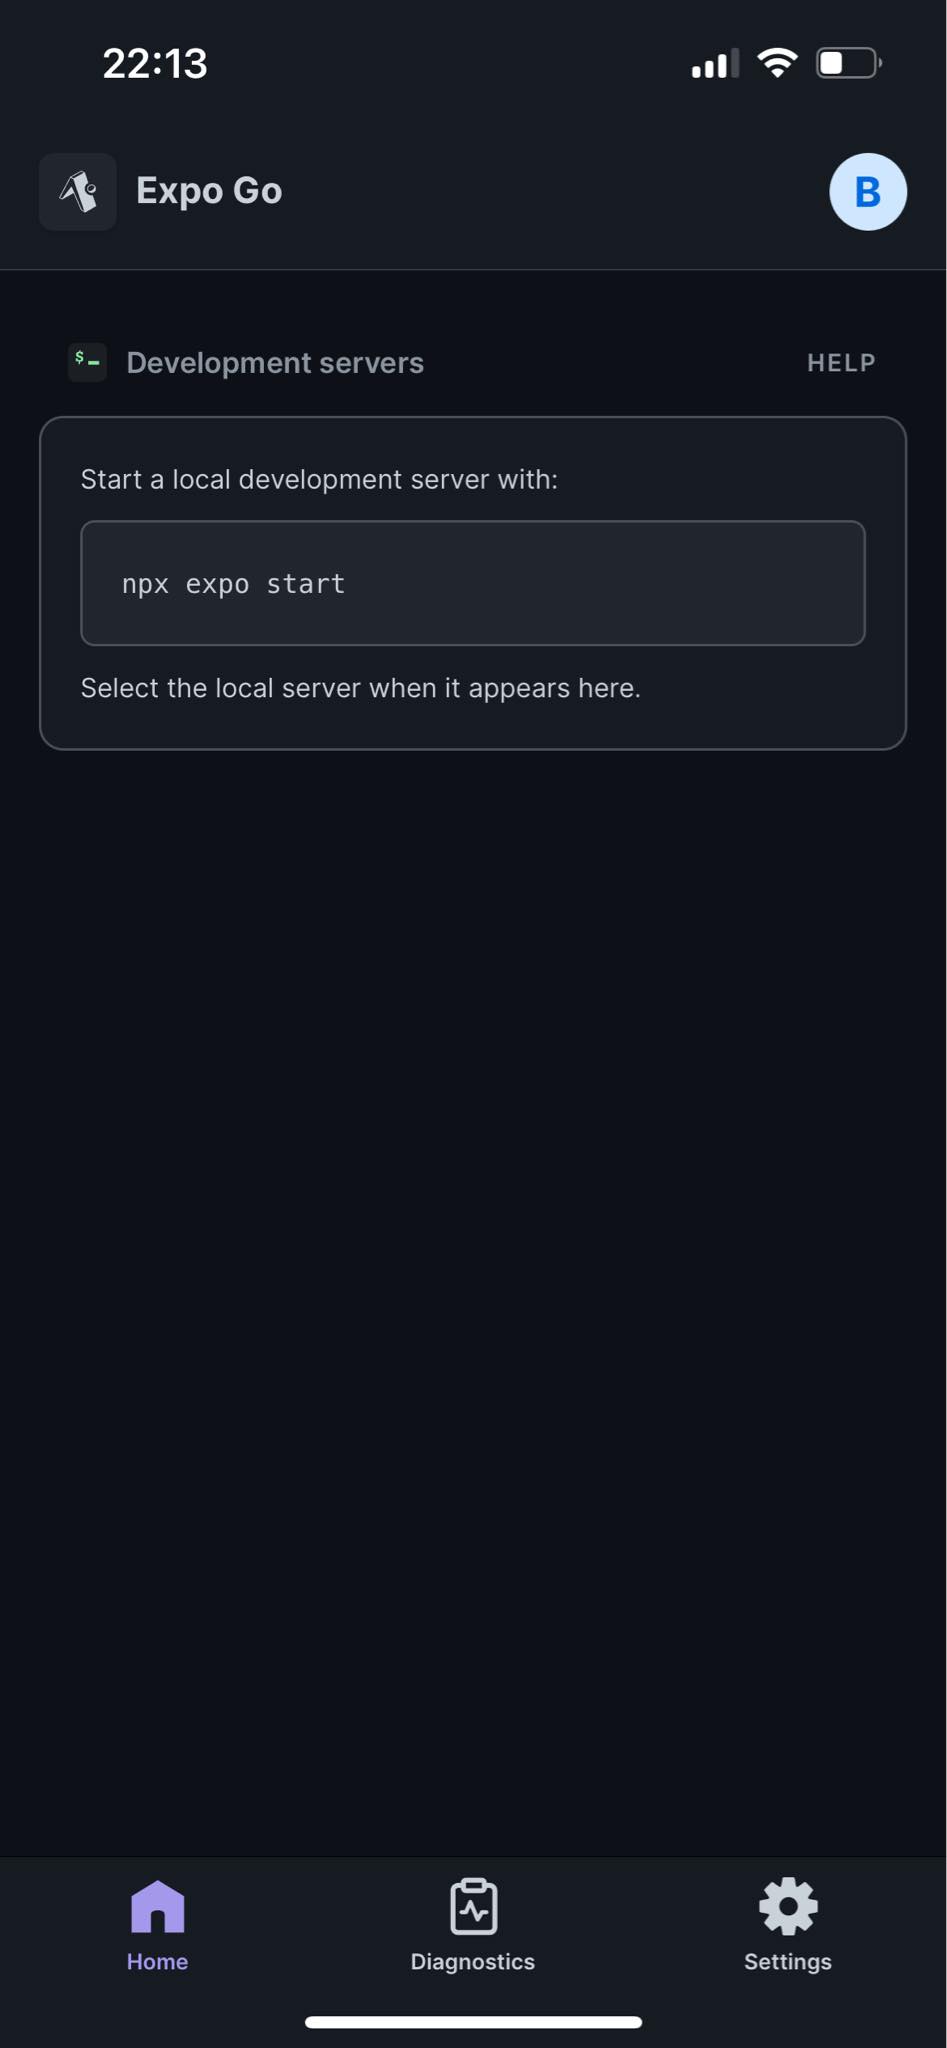 22:13
Expo Go
B
$
Development servers
HELP
Start a local development server with:
npx expo start
Select the local server when it appears here.
Home
Diagnostics
Settings